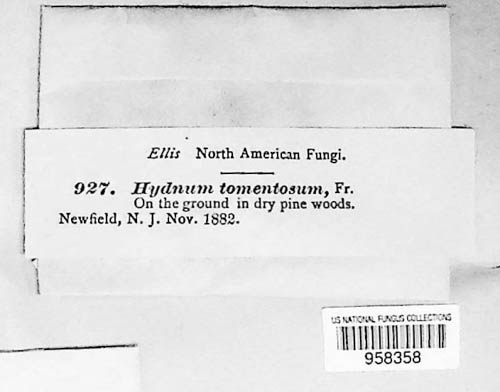 Ellis North American Fungi.
927. Hydnum tomentosum, Fr.
On the ground in dry pine woods.
Newfield, N. J. Nov. 1882.
US NATIONAL FUNGUS COLLECTIONS
958358